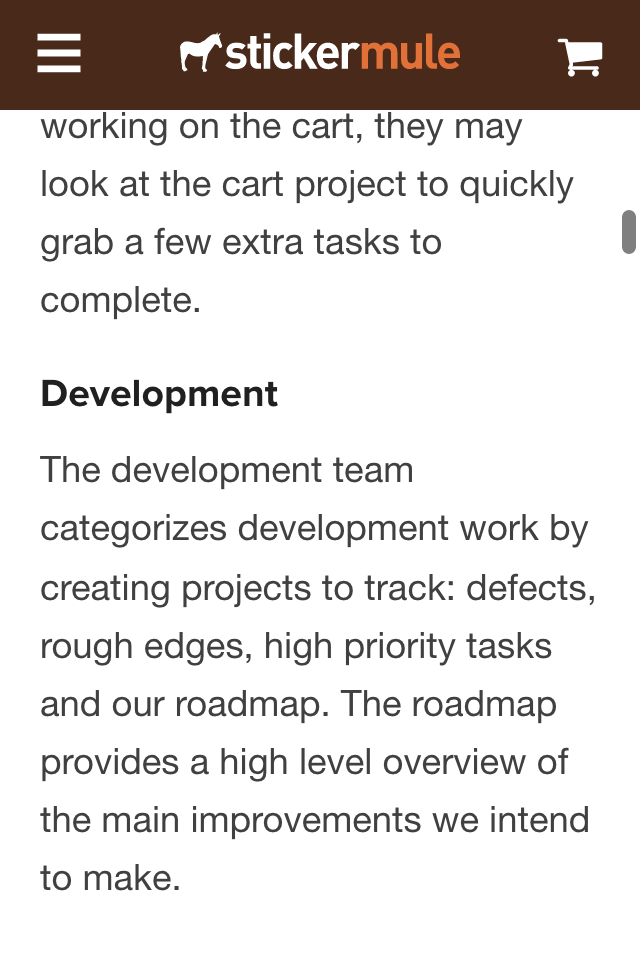 stickermule
working on the cart, they may
look at the cart project to quickly
grab a few extra tasks to
complete.
Development
The development team
categorizes development work by
creating projects to track: defects,
rough edges, high priority tasks
and our roadmap. The roadmap
provides a high level overview of
the main improvements we intend
to make.